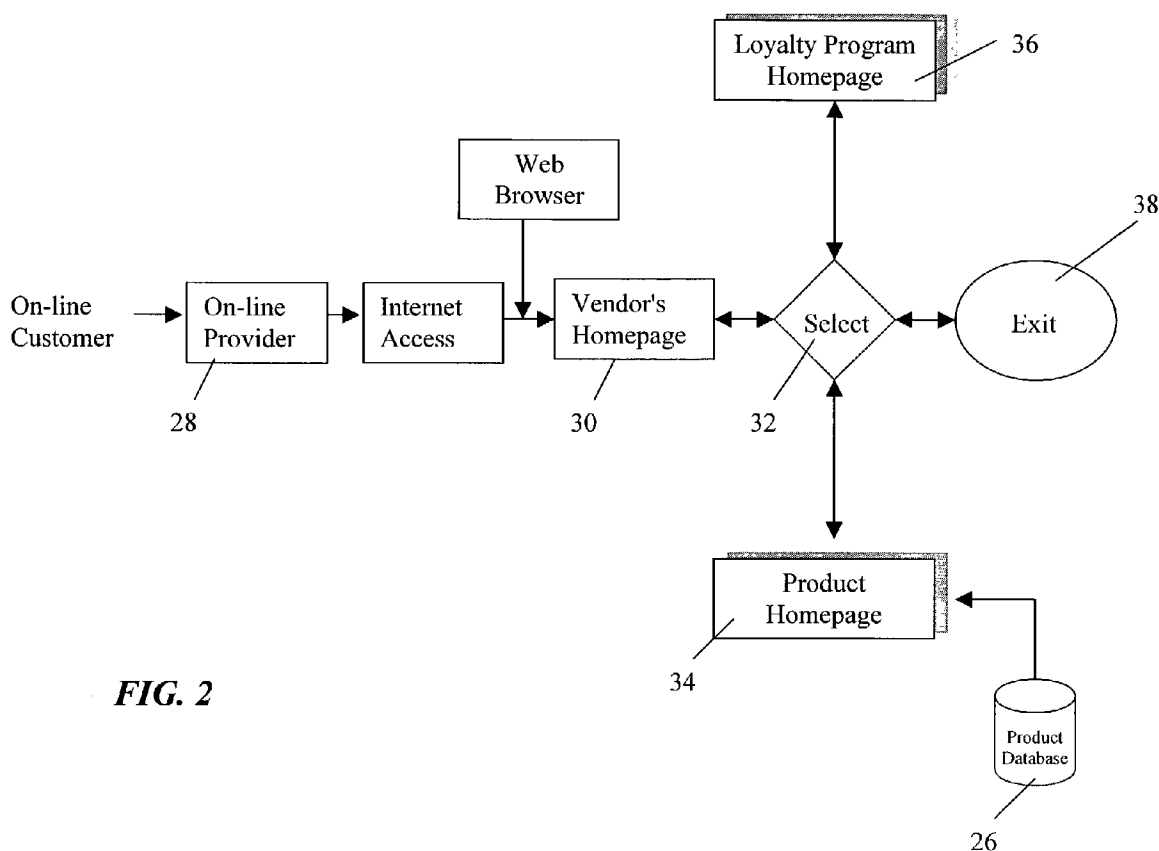 Loyalty Program
Homepage
36
Web
Browser
38
On-line
Customer
On-line
Provider
Internet
Access
Vendor's
Homepage
Select
Exit
28
30
32
Product
Homepage
34
FIG. 2
Product
Database
26